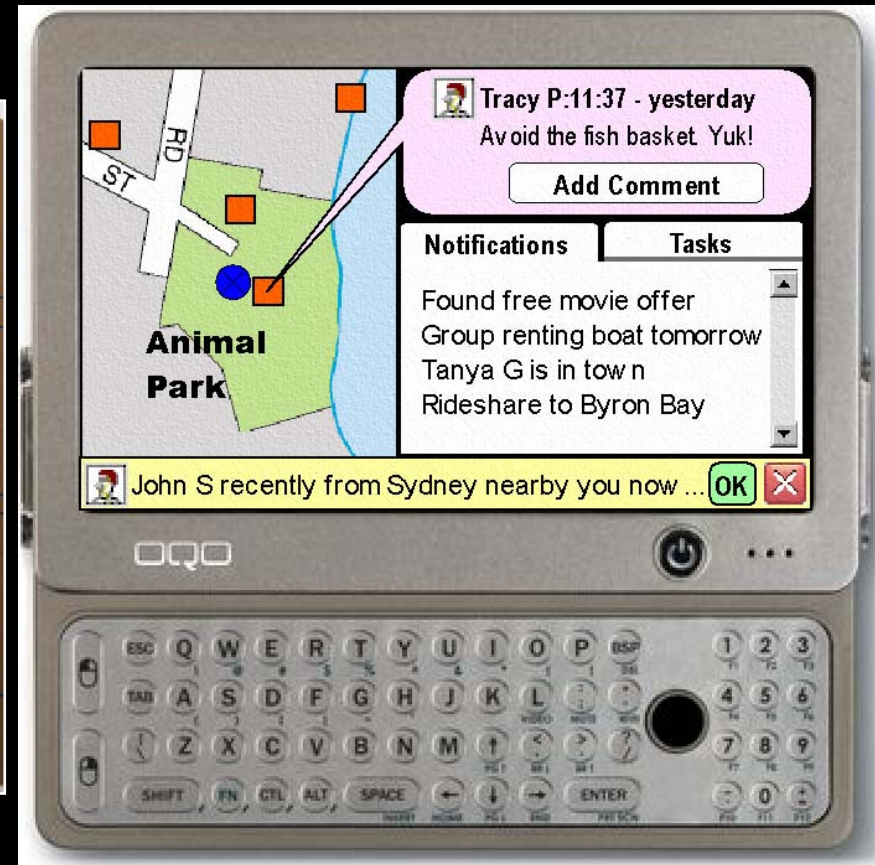 RD
ST
Animal
Park
Tracy P:11:37 - yesterday
Avoid the fish basket. Yuk!
Add Comment
Notifications
Tasks
Found free movie offer
Group renting boat tomorrow
Tanya G is in town
Rideshare to Byron Bay
John S recently from Sydney nearby you now ...
OK
OQO
ESC Q W E R T Y U I O P BSP 1 2 3
TAB A S D F G H J K L : ; 4 5 6
Z X C V B N M ↑ < > ? / 7 8 9
SHIFT FN CTL ALT SPACE ← ↓ → ENTER 0